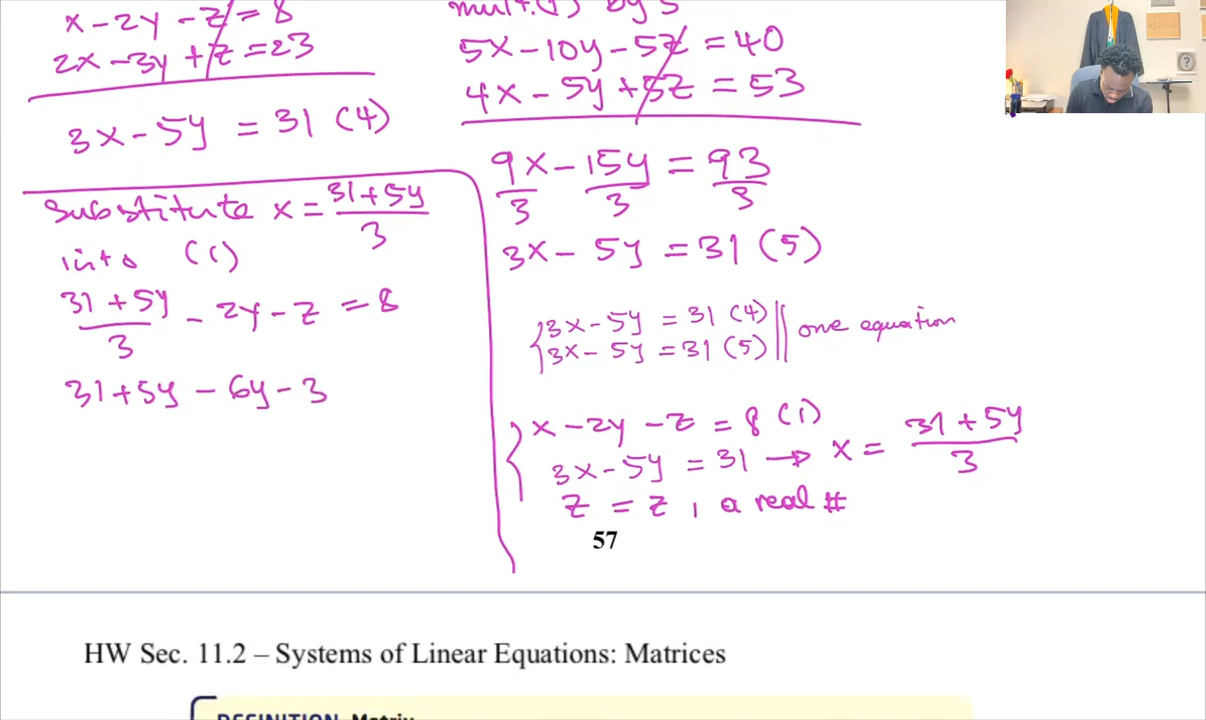 x - 2y - z = 8
2x - 3y + z = 23
3x - 5y = 31 (4)
mult.(1) by 5
5x - 10y - 5z = 40
4x - 5y + 5z = 53
9x/3 - 15y/3 = 93/3
3x - 5y = 31 (5)
{3x - 5y = 31 (4) || one equation
{3x - 5y = 31 (5) ||
{x - 2y - z = 8 (1)
3x - 5y = 31 → x = (31 + 5y)/3
z = z, a real #
substitute x = (31+5y)/3
into (1)
(31 + 5y)/3 - 2y - z = 8
31 + 5y - 6y - 3
57
HW Sec. 11.2 – Systems of Linear Equations: Matrices
DEFINITION Matrix